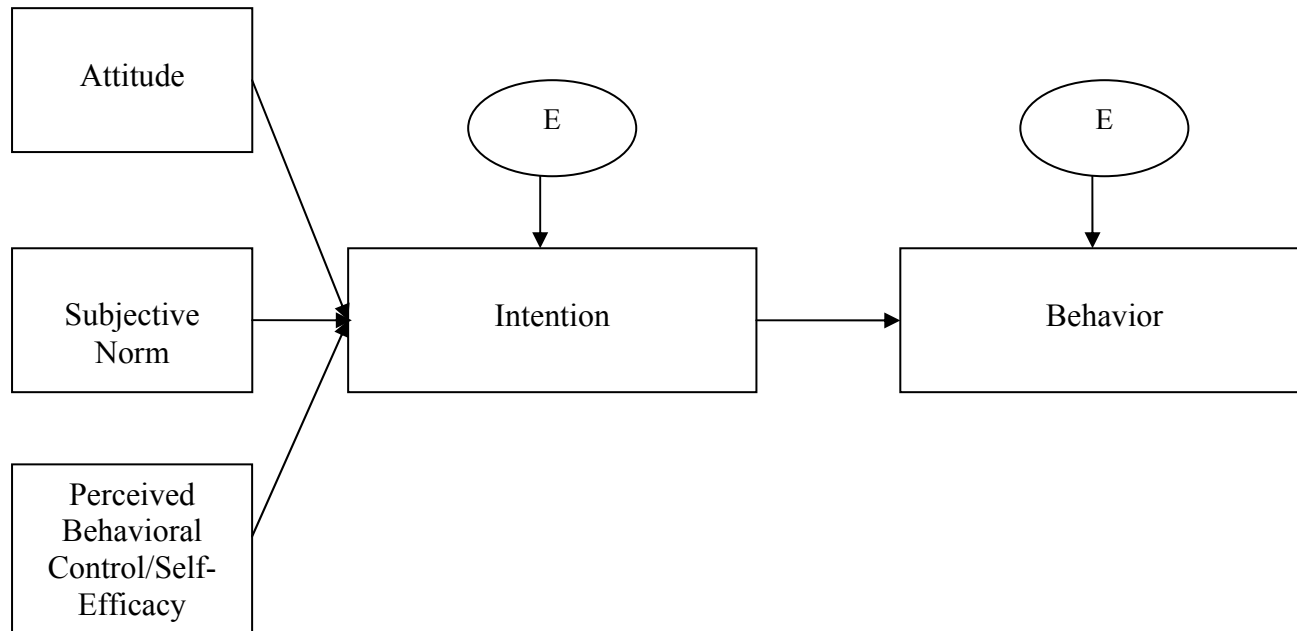 Attitude
E
E
Subjective
Norm
Intention
Behavior
Perceived
Behavioral
Control/Self-
Efficacy